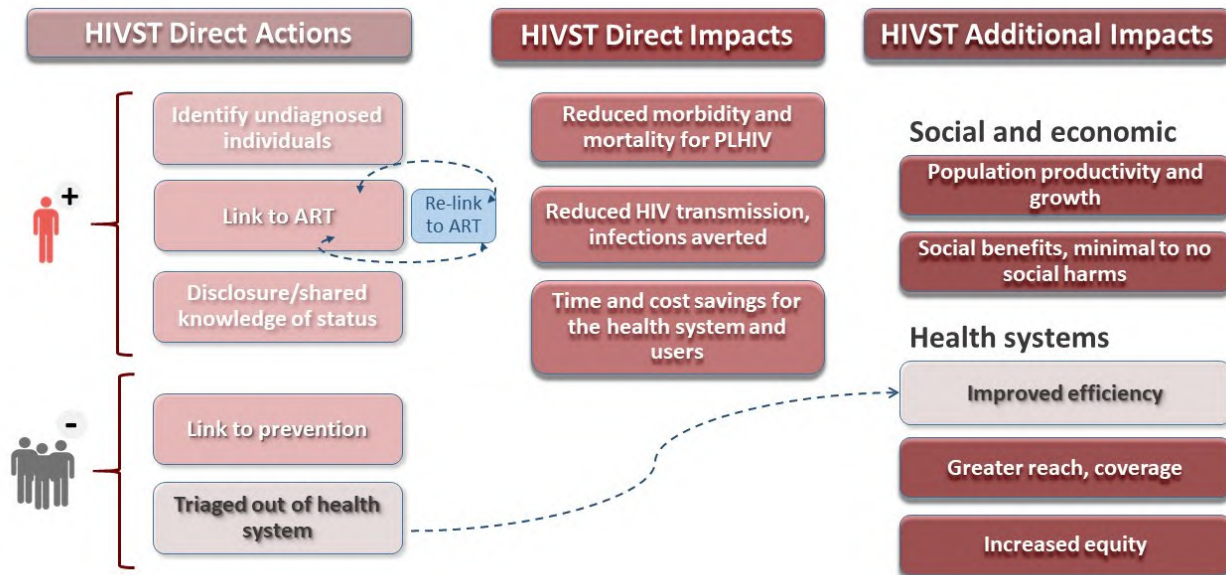 HIVST Direct Actions
HIVST Direct Impacts
HIVST Additional Impacts
+
Identify undiagnosed
individuals
Link to ART
Re-link
to ART
Disclosure/shared
knowledge of status
-
Link to prevention
Triaged out of health
system
Reduced morbidity and
mortality for PLHIV
Reduced HIV transmission,
infections averted
Time and cost savings for
the health system and
users
Social and economic
Population productivity and
growth
Social benefits, minimal to no
social harms
Health systems
Improved efficiency
Greater reach, coverage
Increased equity